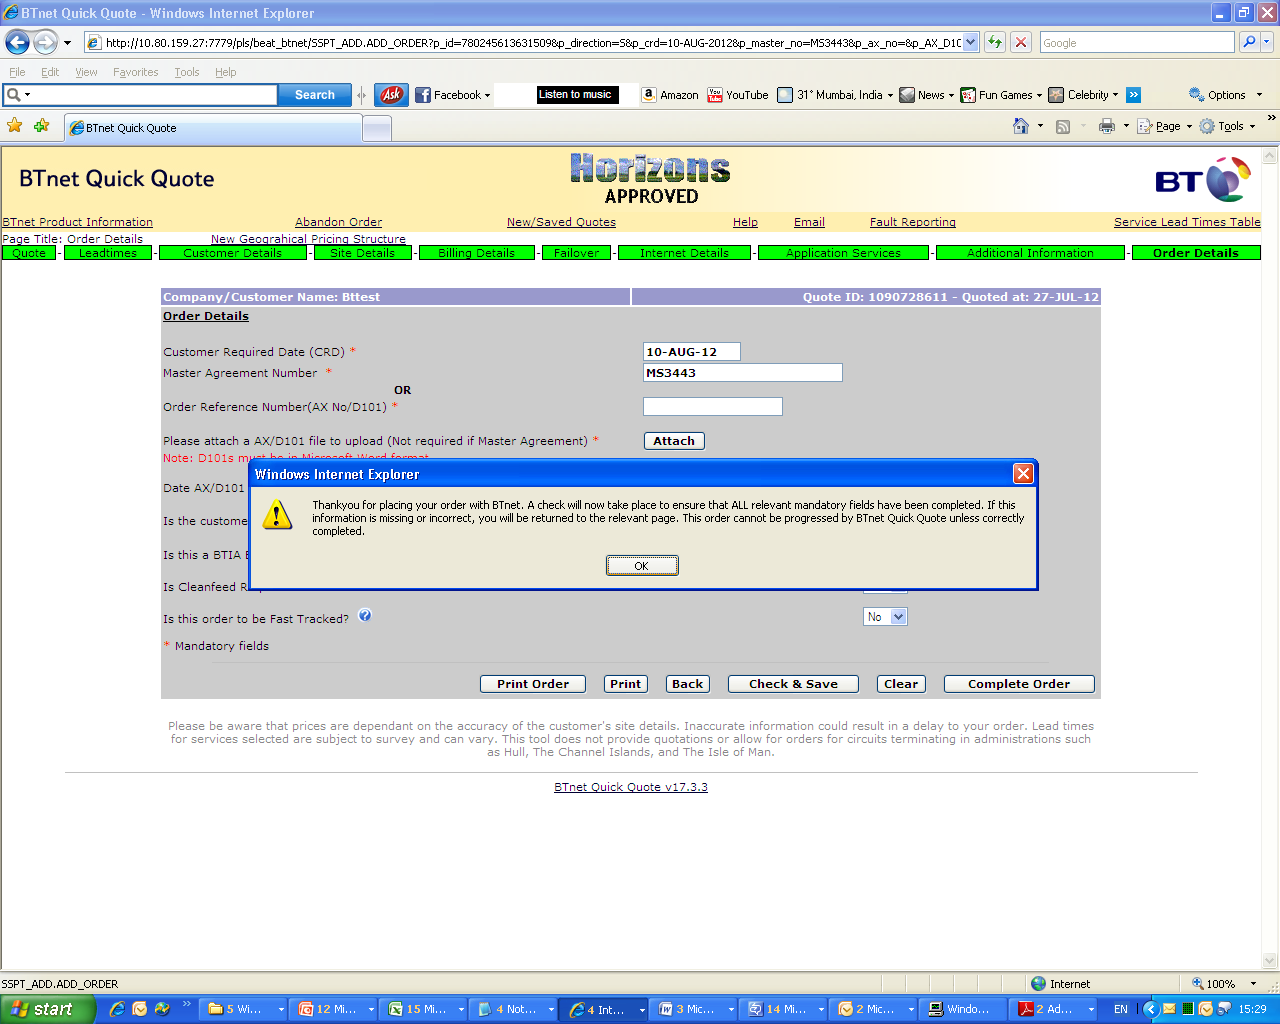 BTnet Quick Quote - Windows Internet Explorer
http://10.80.159.27:7779/pls/beat_btnet/SSPT_ADD.ADD_ORDER?p_id=780245613631509&p_direction=S&p_crd=10-AUG-2012&p_master_no=MS3443&p_ax_no=&p_AX_D10
Google
File Edit View Favorites Tools Help
Search Ask Facebook Listen to music Amazon YouTube 31° Mumbai, India News Fun Games Celebrity Options
BTnet Quick Quote Page Tools
BTnet Quick Quote
Horizons
APPROVED
BT
BTnet Product Information Abandon Order New/Saved Quotes Help Email Fault Reporting Service Lead Times Table
Page Title: Order Details New Geograhical Pricing Structure
Quote - Leadtimes - Customer Details - Site Details - Billing Details - Failover - Internet Details - Application Services - Additional Information - Order Details
Company/Customer Name: Bttest Quote ID: 1090728611 - Quoted at: 27-JUL-12
Order Details
Customer Required Date (CRD) * 10-AUG-12
Master Agreement Number * MS3443
OR
Order Reference Number(AX No/D101) *
Please attach a AX/D101 file to upload (Not required if Master Agreement) * Attach
Note: D101s must be in Microsoft Word format
Windows Internet Explorer
Date AX/D101
Thankyou for placing your order with BTnet. A check will now take place to ensure that ALL relevant mandatory fields have been completed. If this
information is missing or incorrect, you will be returned to the relevant page. This order cannot be progressed by BTnet Quick Quote unless correctly
completed.
OK
Is the custome
Is this a BTIA
Is Cleanfeed
Is this order to be Fast Tracked? ? No
* Mandatory fields
Print Order Print Back Check & Save Clear Complete Order
Please be aware that prices are dependant on the accuracy of the customer's site details. Inaccurate information could result in a delay to your order. Lead times
for services selected are subject to survey and can vary. This tool does not provide quotations or allow for orders for circuits terminating in administrations such
as Hull, The Channel Islands, and The Isle of Man.
BTnet Quick Quote v17.3.3
SSPT_ADD.ADD_ORDER Internet 100%
start 5 Wi... 12 Mi... 15 Mi... 4 Not... 4 Int... 3 Mic... 14 Mi... 2 Mic... Windo... 2 Ad... EN 15:29